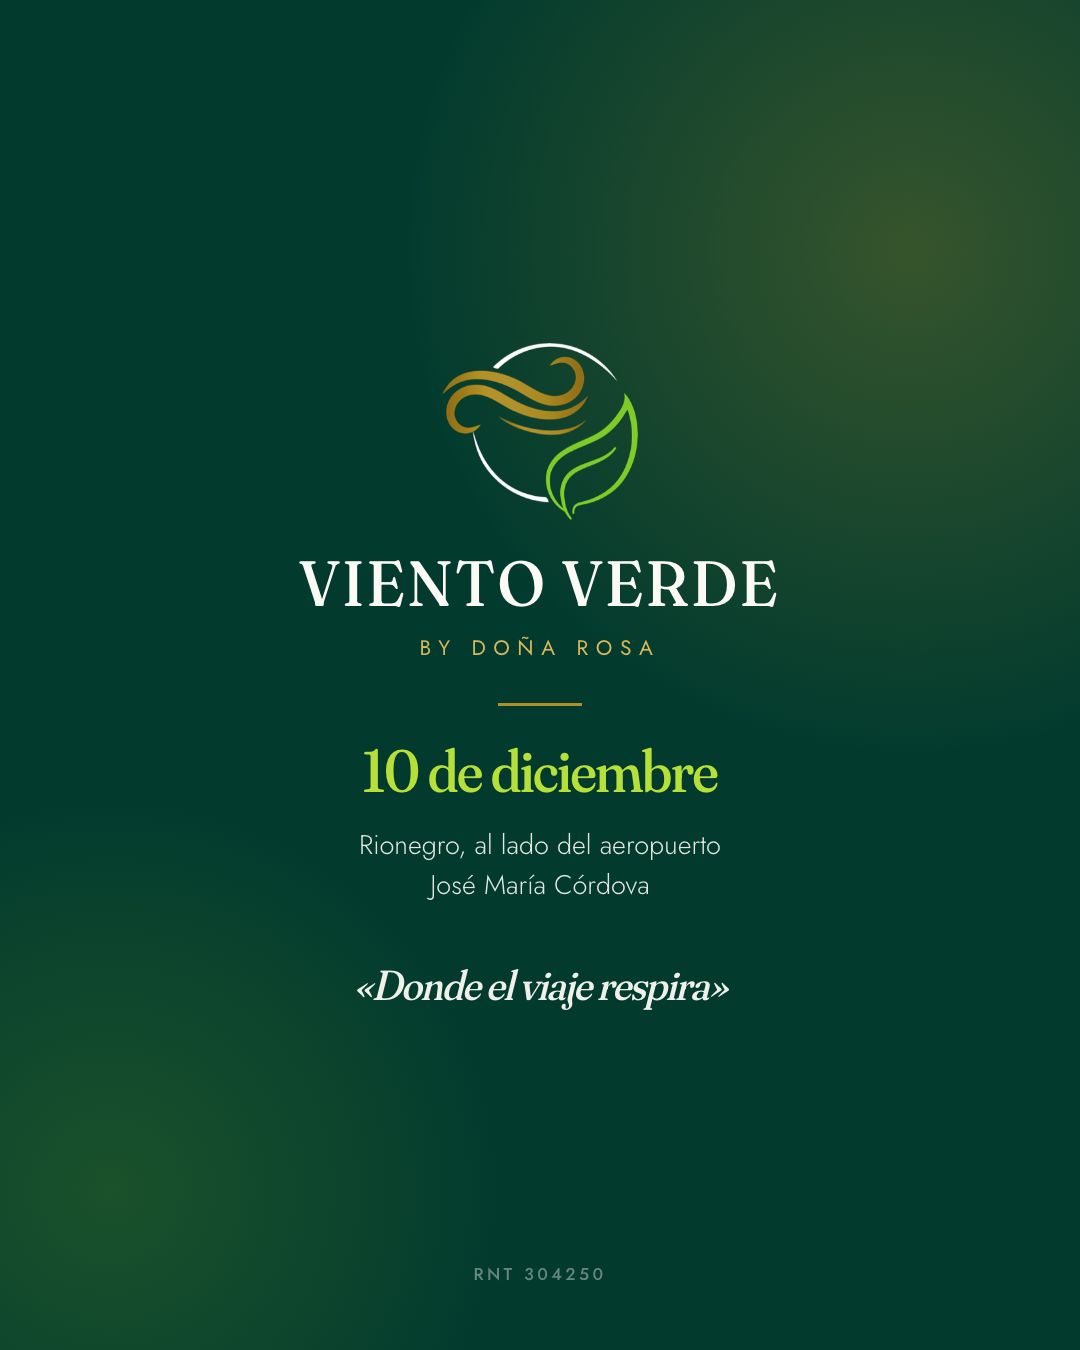 VIENTO VERDE
BY DOÑA ROSA
10 de diciembre
Rionegro, al lado del aeropuerto
José María Córdova
«Donde el viaje respira»
RNT 304250